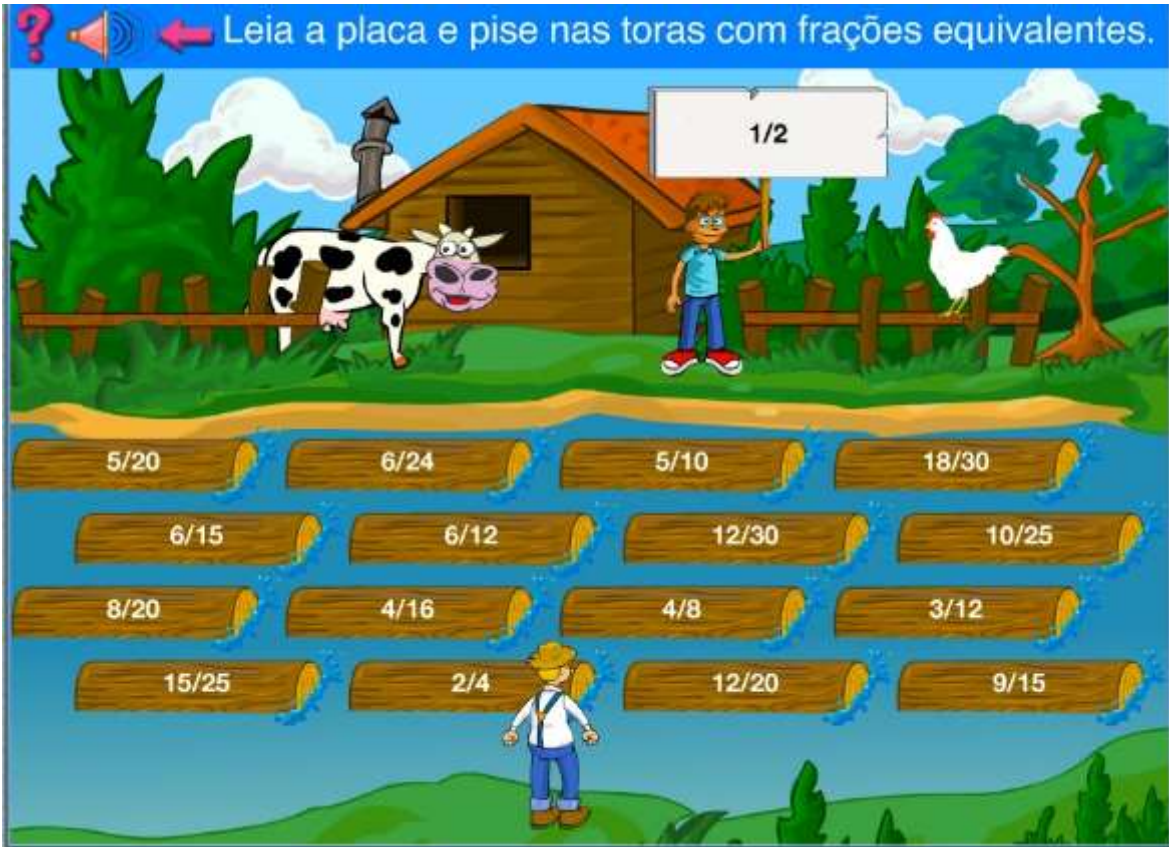 Leia a placa e pise nas toras com frações equivalentes.
1/2
5/20 6/24 5/10 18/30
6/15 6/12 12/30 10/25
8/20 4/16 4/8 3/12
15/25 2/4 12/20 9/15